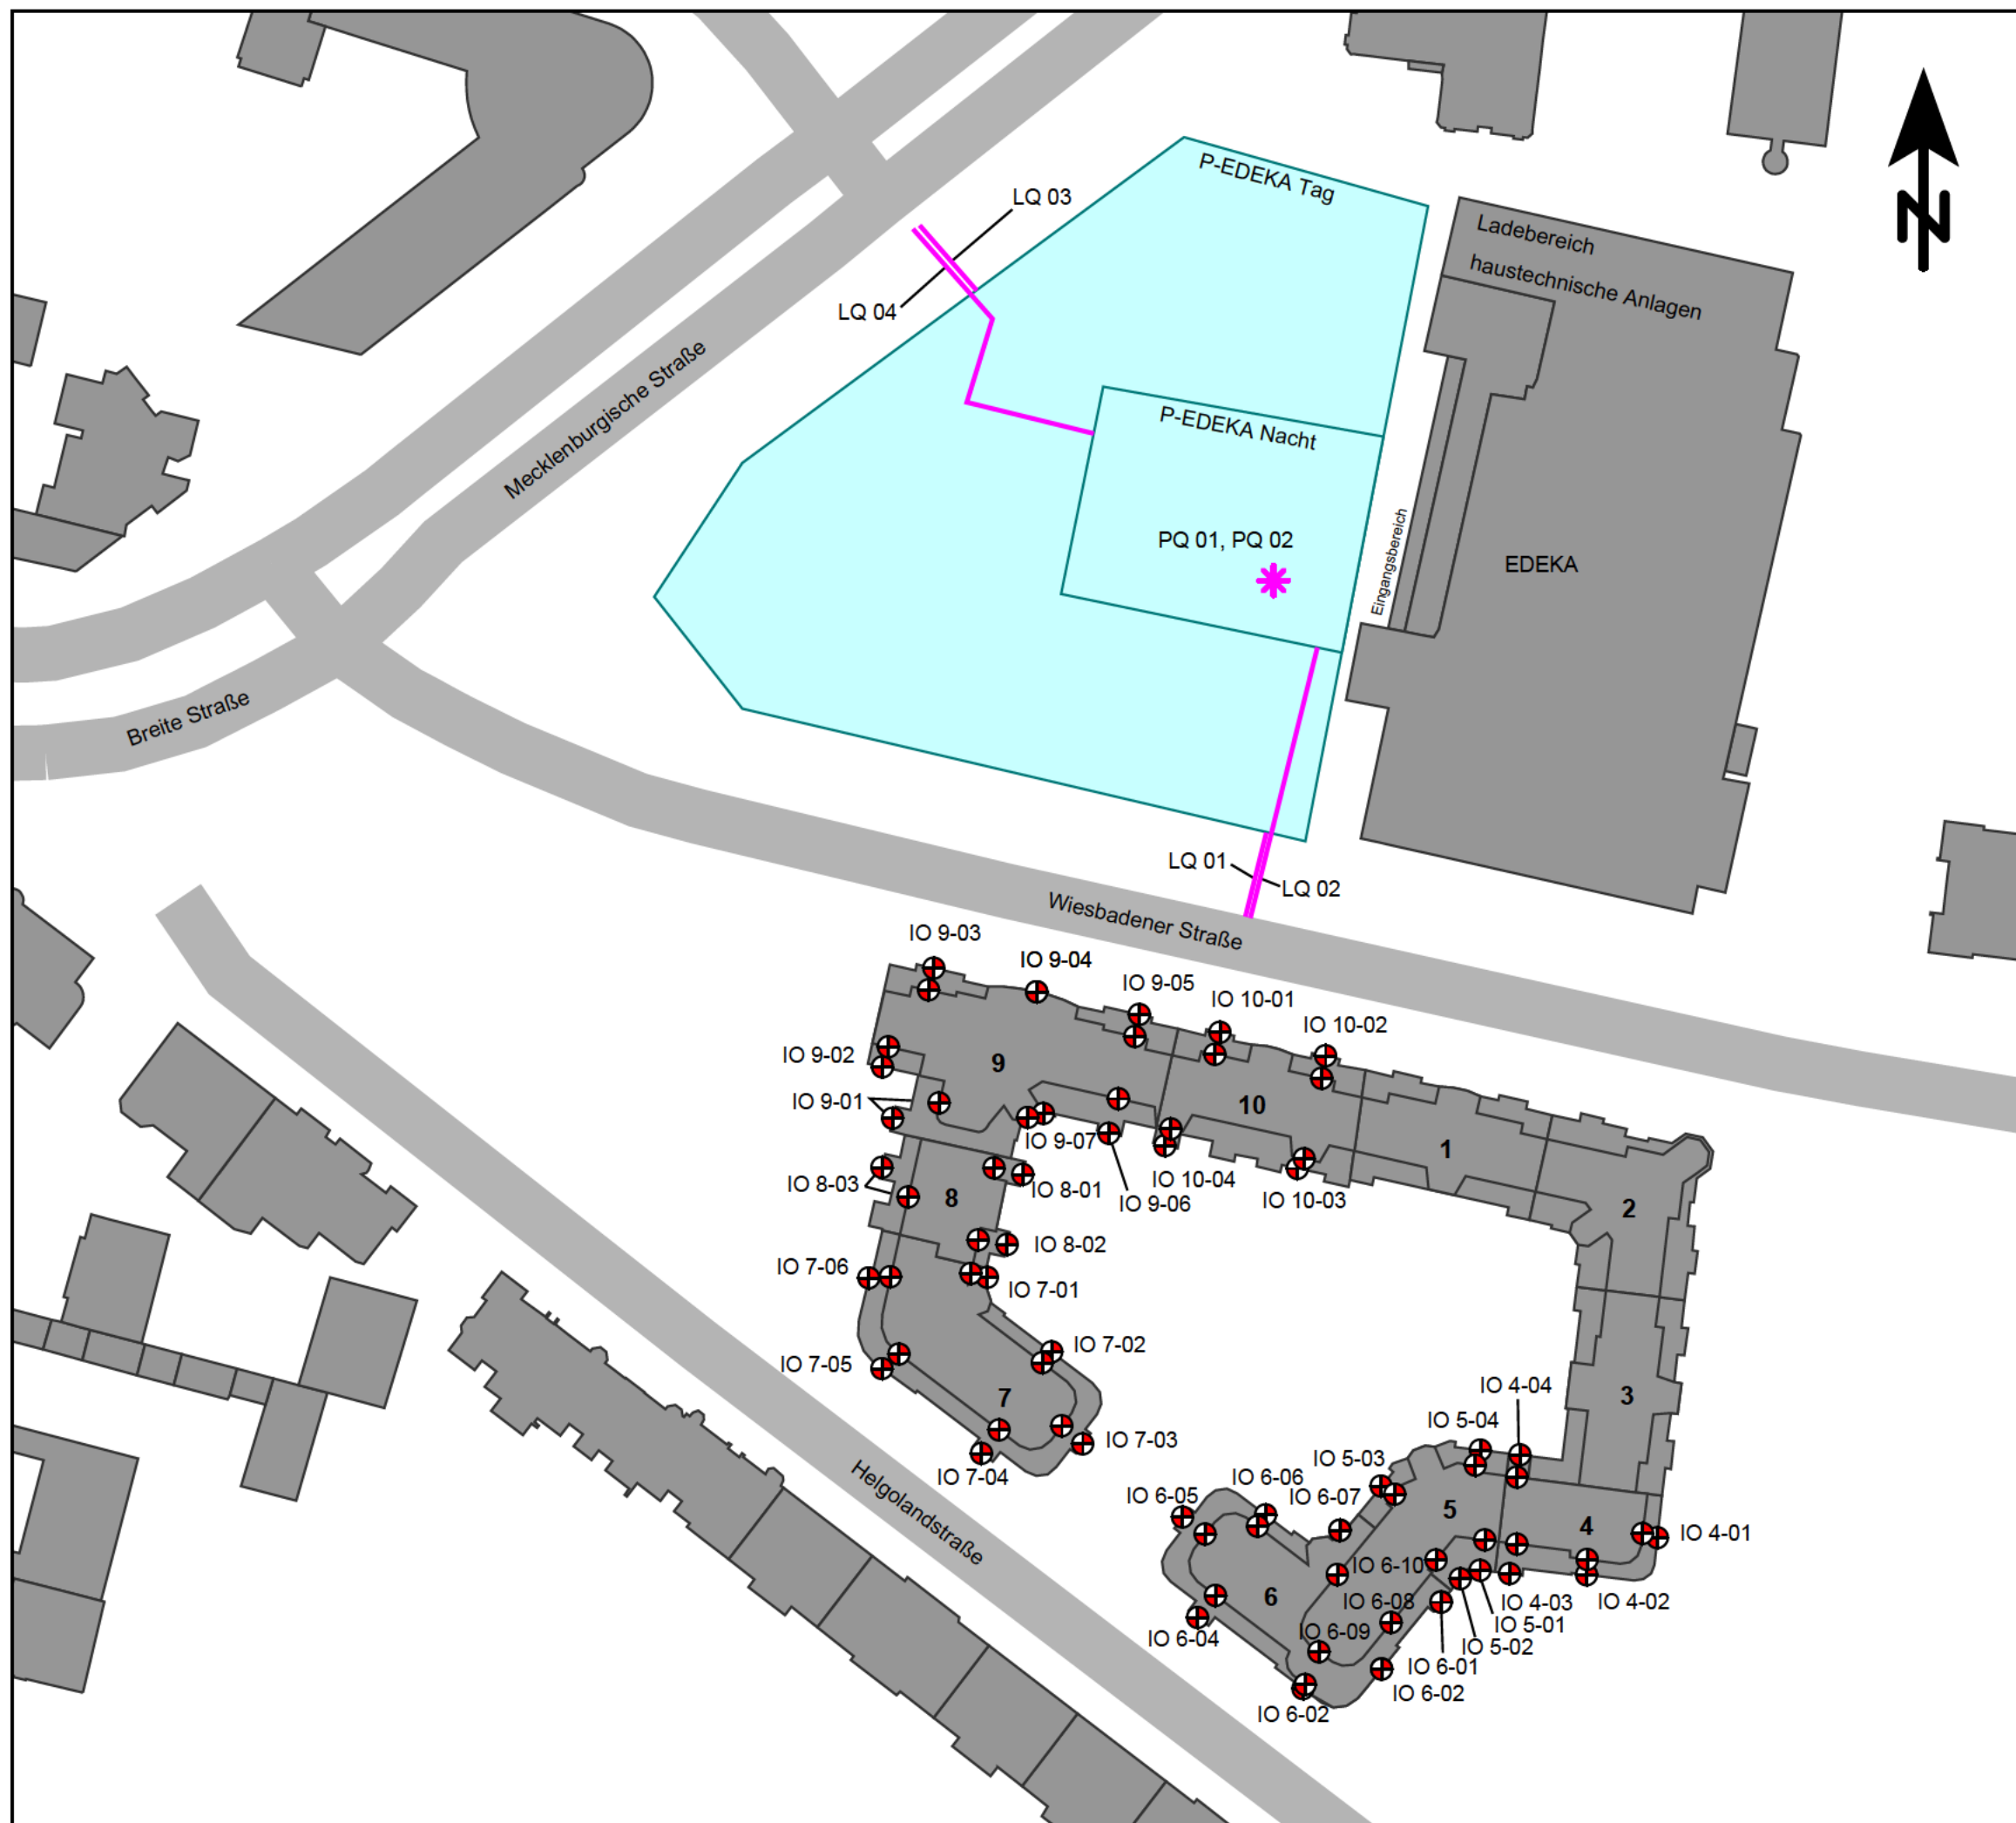 P-EDEKA Tag
LQ 03
Ladebereich
haustechnische Anlagen
N
LQ 04
Mecklenburgische Straße
P-EDEKA Nacht
PQ 01, PQ 02
Eingangsbereich
EDEKA
Breite Straße
LQ 01
LQ 02
Wiesbadener Straße
IO 9-03
IO 9-04
IO 9-05
IO 10-01
IO 10-02
IO 9-02
9
IO 9-01
10
IO 9-07
1
IO 8-03
8
IO 8-01
IO 10-04
IO 9-06
IO 10-03
2
IO 8-02
IO 7-06
IO 7-01
IO 7-02
IO 7-05
7
IO 4-04
3
IO 5-04
IO 7-03
IO 7-04
IO 5-03
IO 6-06
IO 6-05
IO 6-07
5
4
IO 4-01
Helgolandstraße
IO 6-10
6
IO 6-08
IO 4-03
IO 4-02
IO 6-04
IO 6-09
IO 5-01
IO 5-02
IO 6-01
IO 6-02
IO 6-02